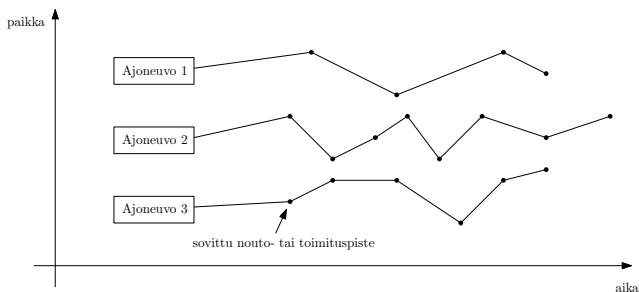 paikka
Ajoneuvo 1
Ajoneuvo 2
Ajoneuvo 3
sovittu nouto- tai toimituspiste
aika